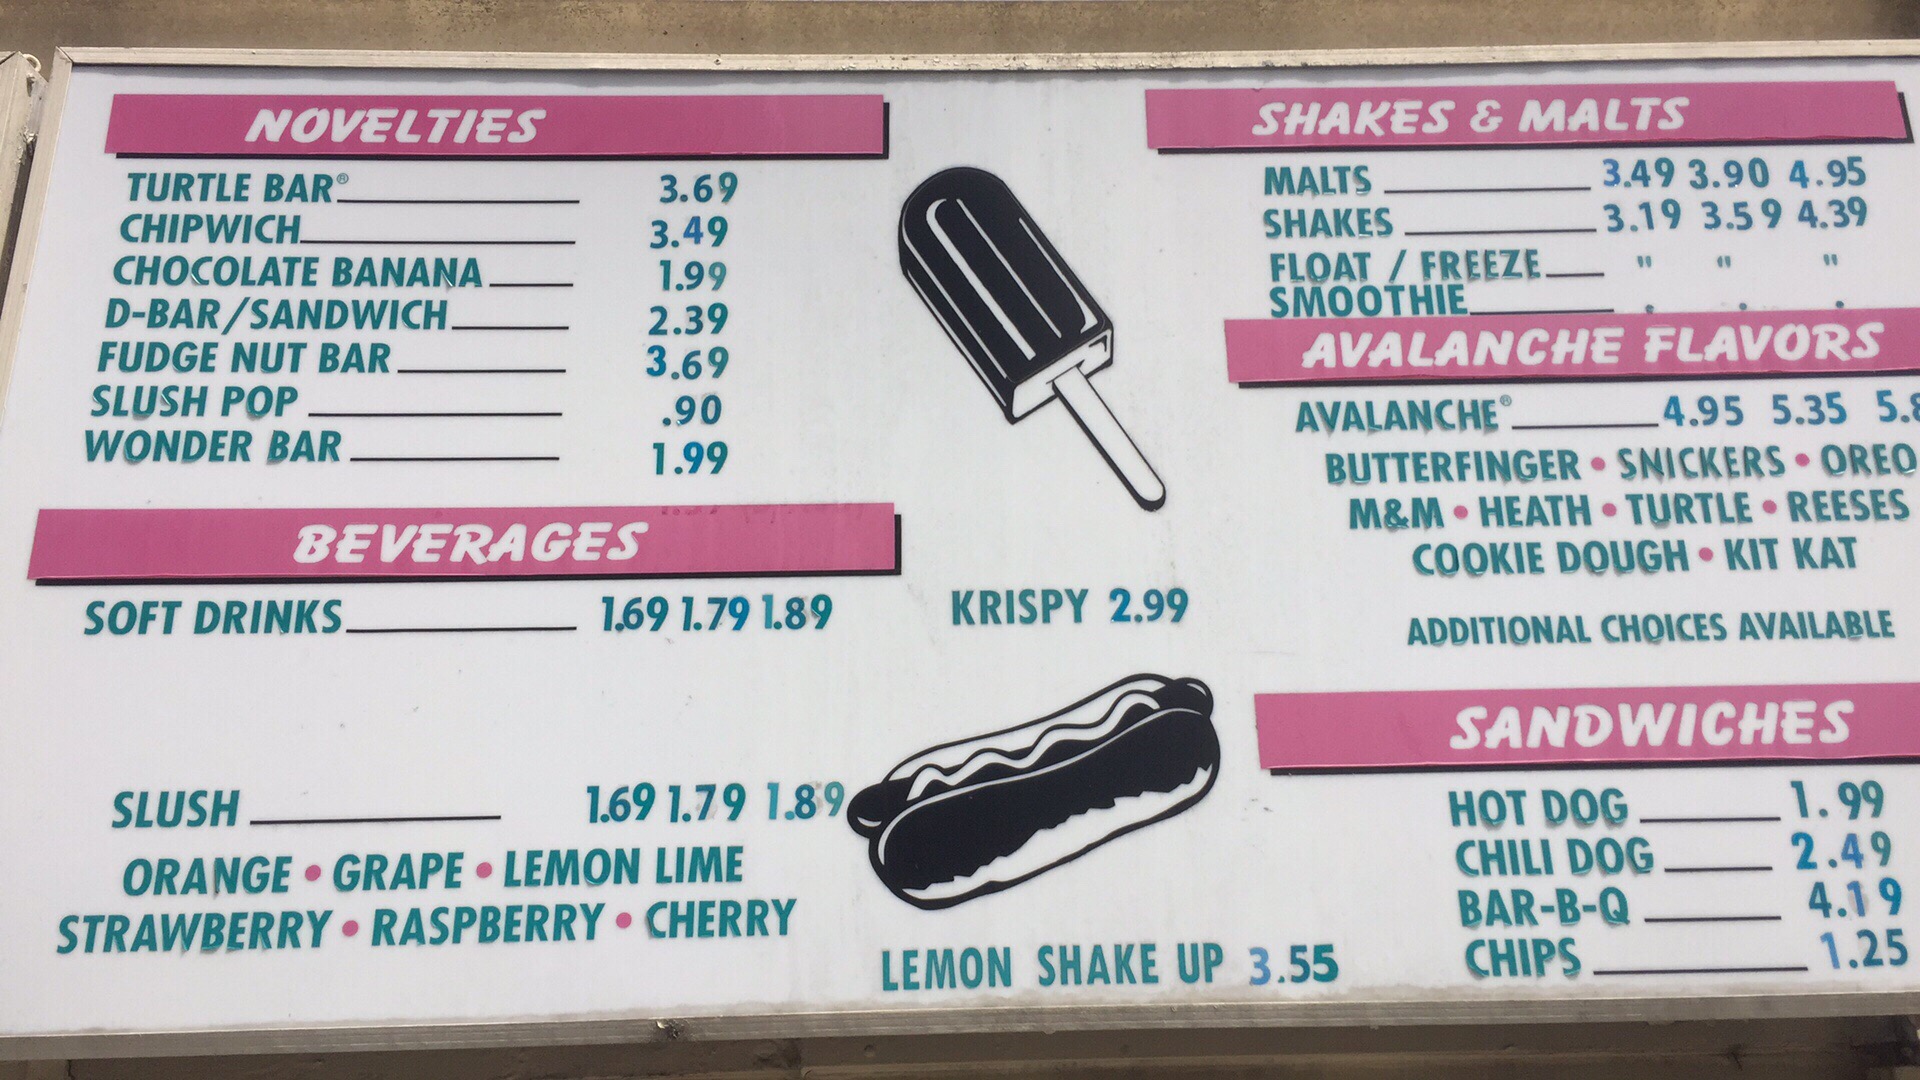 NOVELTIES
TURTLE BAR® 3.69
CHIPWICH 3.49
CHOCOLATE BANANA 1.99
D-BAR/SANDWICH 2.39
FUDGE NUT BAR 3.69
SLUSH POP .90
WONDER BAR 1.99
BEVERAGES
SOFT DRINKS 1.69 1.79 1.89
SLUSH 1.69 1.79 1.89
ORANGE • GRAPE • LEMON LIME
STRAWBERRY • RASPBERRY • CHERRY
KRISPY 2.99
LEMON SHAKE UP 3.55
SHAKES & MALTS
MALTS 3.49 3.90 4.95
SHAKES 3.19 3.59 4.39
FLOAT / FREEZE " " "
SMOOTHIE
AVALANCHE FLAVORS
AVALANCHE® 4.95 5.35
BUTTERFINGER • SNICKERS • OREO
M&M • HEATH • TURTLE • REESES
COOKIE DOUGH • KIT KAT
ADDITIONAL CHOICES AVAILABLE
SANDWICHES
HOT DOG 1.99
CHILI DOG 2.49
BAR-B-Q 4.19
CHIPS 1.25